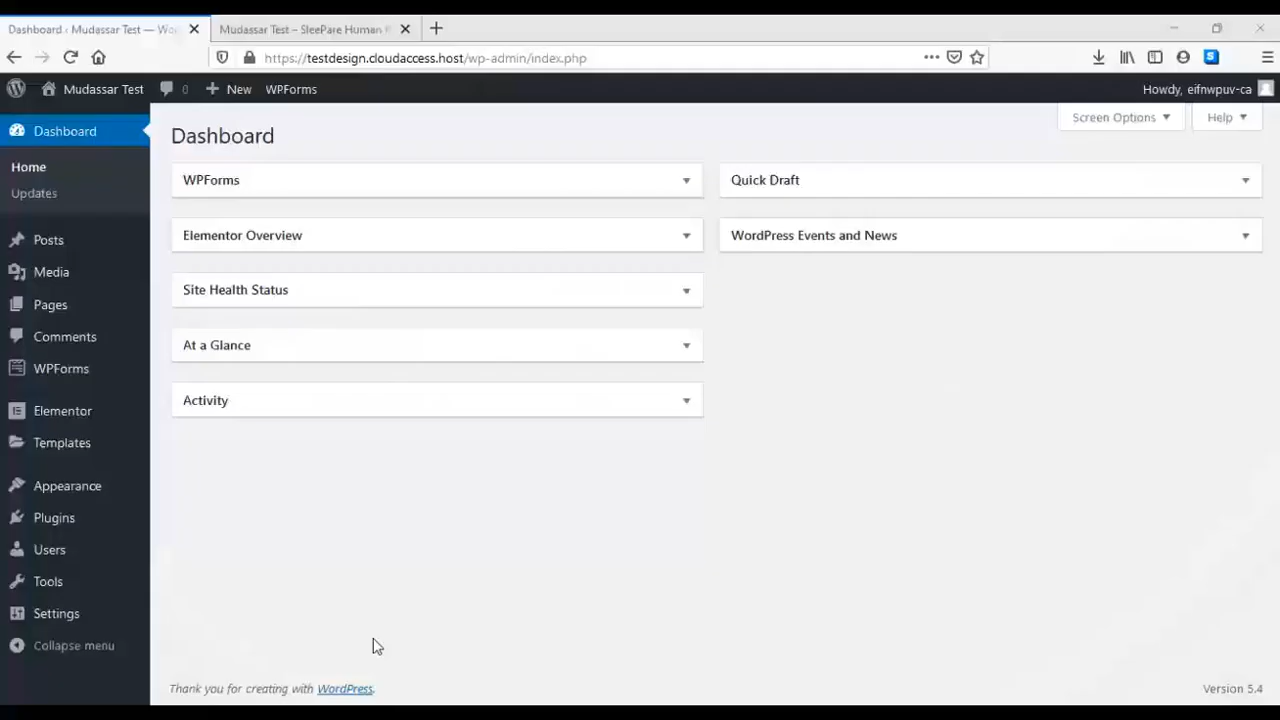 Dashboard ‹ Mudassar Test — Wo
Mudassar Test – SleePare Human R
https://testdesign.cloudaccess.host/wp-admin/index.php
Mudassar Test
0
New
WPForms
Howdy, eifnwpuv-ca
Dashboard
Home
Updates
Posts
Media
Pages
Comments
WPForms
Elementor
Templates
Appearance
Plugins
Users
Tools
Settings
Collapse menu
Screen Options
Help
Dashboard
WPForms
Elementor Overview
Site Health Status
At a Glance
Activity
Quick Draft
WordPress Events and News
Thank you for creating with WordPress.
Version 5.4